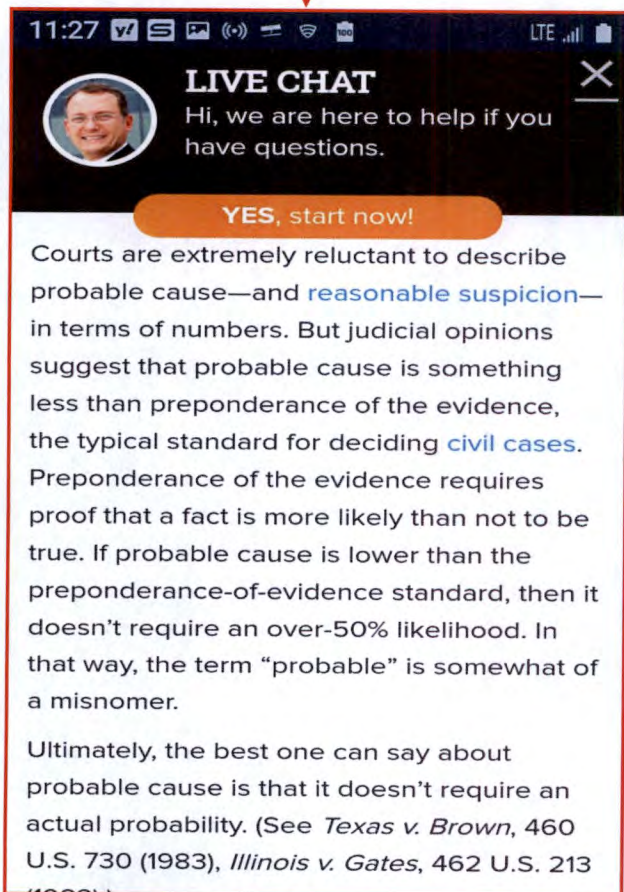 11:27
LTE
LIVE CHAT
Hi, we are here to help if you
have questions.
YES, start now!
Courts are extremely reluctant to describe
probable cause—and reasonable suspicion—
in terms of numbers. But judicial opinions
suggest that probable cause is something
less than preponderance of the evidence,
the typical standard for deciding civil cases.
Preponderance of the evidence requires
proof that a fact is more likely than not to be
true. If probable cause is lower than the
preponderance-of-evidence standard, then it
doesn't require an over-50% likelihood. In
that way, the term “probable” is somewhat of
a misnomer.
Ultimately, the best one can say about
probable cause is that it doesn't require an
actual probability. (See Texas v. Brown, 460
U.S. 730 (1983), Illinois v. Gates, 462 U.S. 213